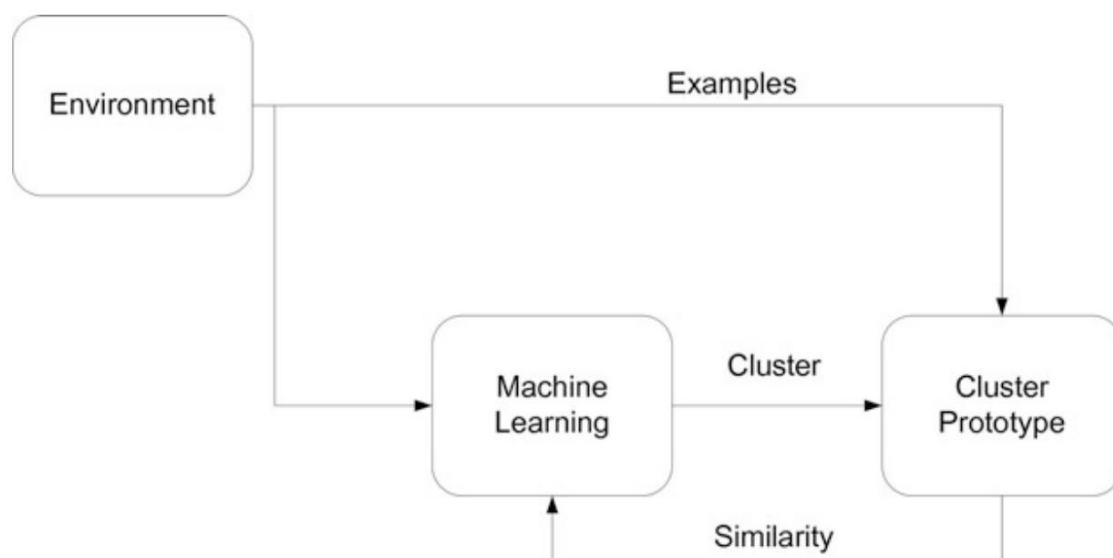 Environment
Examples
Machine
Learning
Cluster
Cluster
Prototype
Similarity